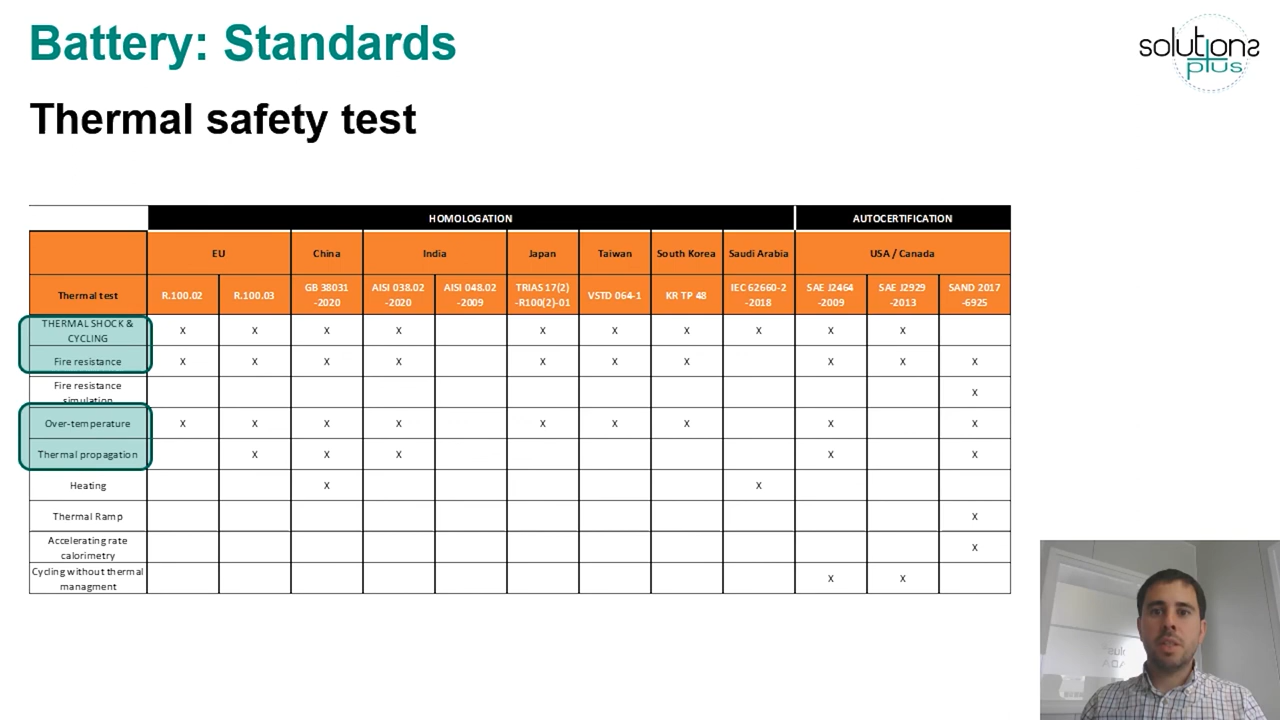 Battery: Standards
solutions
plus
Thermal safety test
HOMOLOGATION AUTOCERTIFICATION
EU China India Japan Taiwan South Korea Saudi Arabia USA / Canada
Thermal test R.100.02 R.100.03 GB 38031 -2020 AISI 038.02 -2020 AISI 048.02 -2009 TRIAS 17(2) -R100(2)-01 VSTD 064-1 KR TP 48 IEC 62660-2 -2018 SAE J2464 -2009 SAE J2929 -2013 SAND 2017 -6925
THERMAL SHOCK & CYCLING X X X X X X X X X X
Fire resistance X X X X X X X X X X
Fire resistance simulation X
Over-temperature X X X X X X X X X
Thermal propagation X X X X X
Heating X X
Thermal Ramp X
Accelerating rate calorimetry X
Cycling without thermal managment X X